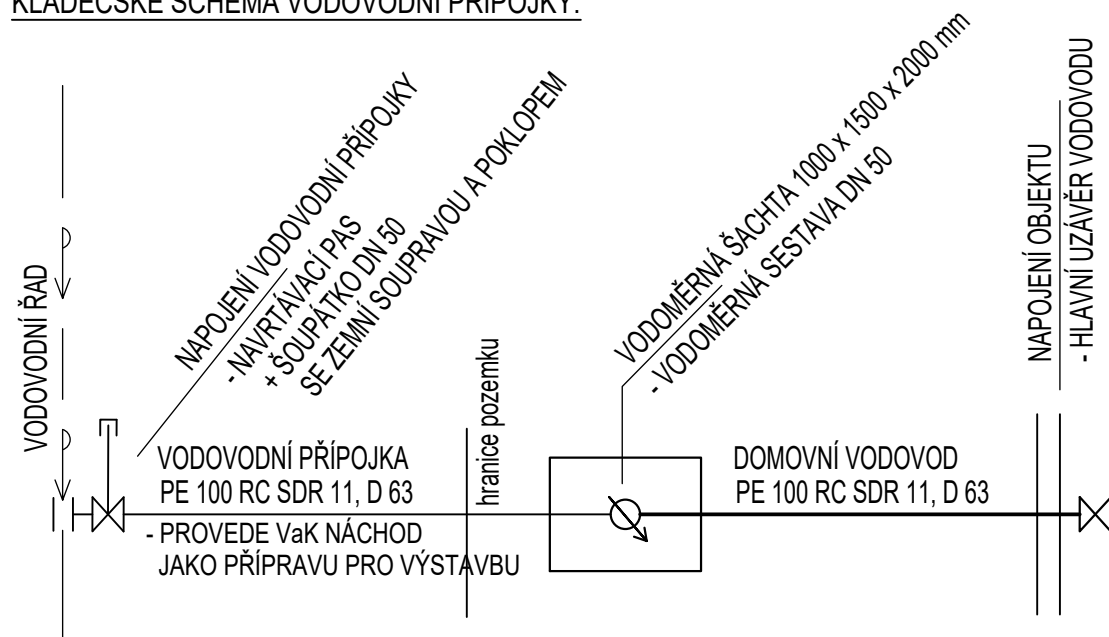 KLADEČSKÉ SCHÉMA VODOVODNÍ PŘÍPOJKY:
VODOVODNÍ ŘAD
NAPOJENÍ VODOVODNÍ PŘÍPOJKY
- NAVRTÁVACÍ PAS
+ ŠOUPÁTKO DN 50
SE ZEMNÍ SOUPRAVOU A POKLOPEM
VODOVODNÍ PŘÍPOJKA
PE 100 RC SDR 11, D 63
- PROVEDE VaK NÁCHOD
JAKO PŘÍPRAVU PRO VÝSTAVBU
hranice pozemku
VODOMĚRNÁ ŠACHTA 1000 x 1500 x 2000 mm
- VODOMĚRNÁ SESTAVA DN 50
DOMOVNÍ VODOVOD
PE 100 RC SDR 11, D 63
NAPOJENÍ OBJEKTU
- HLAVNÍ UZÁVĚR VODOVODU